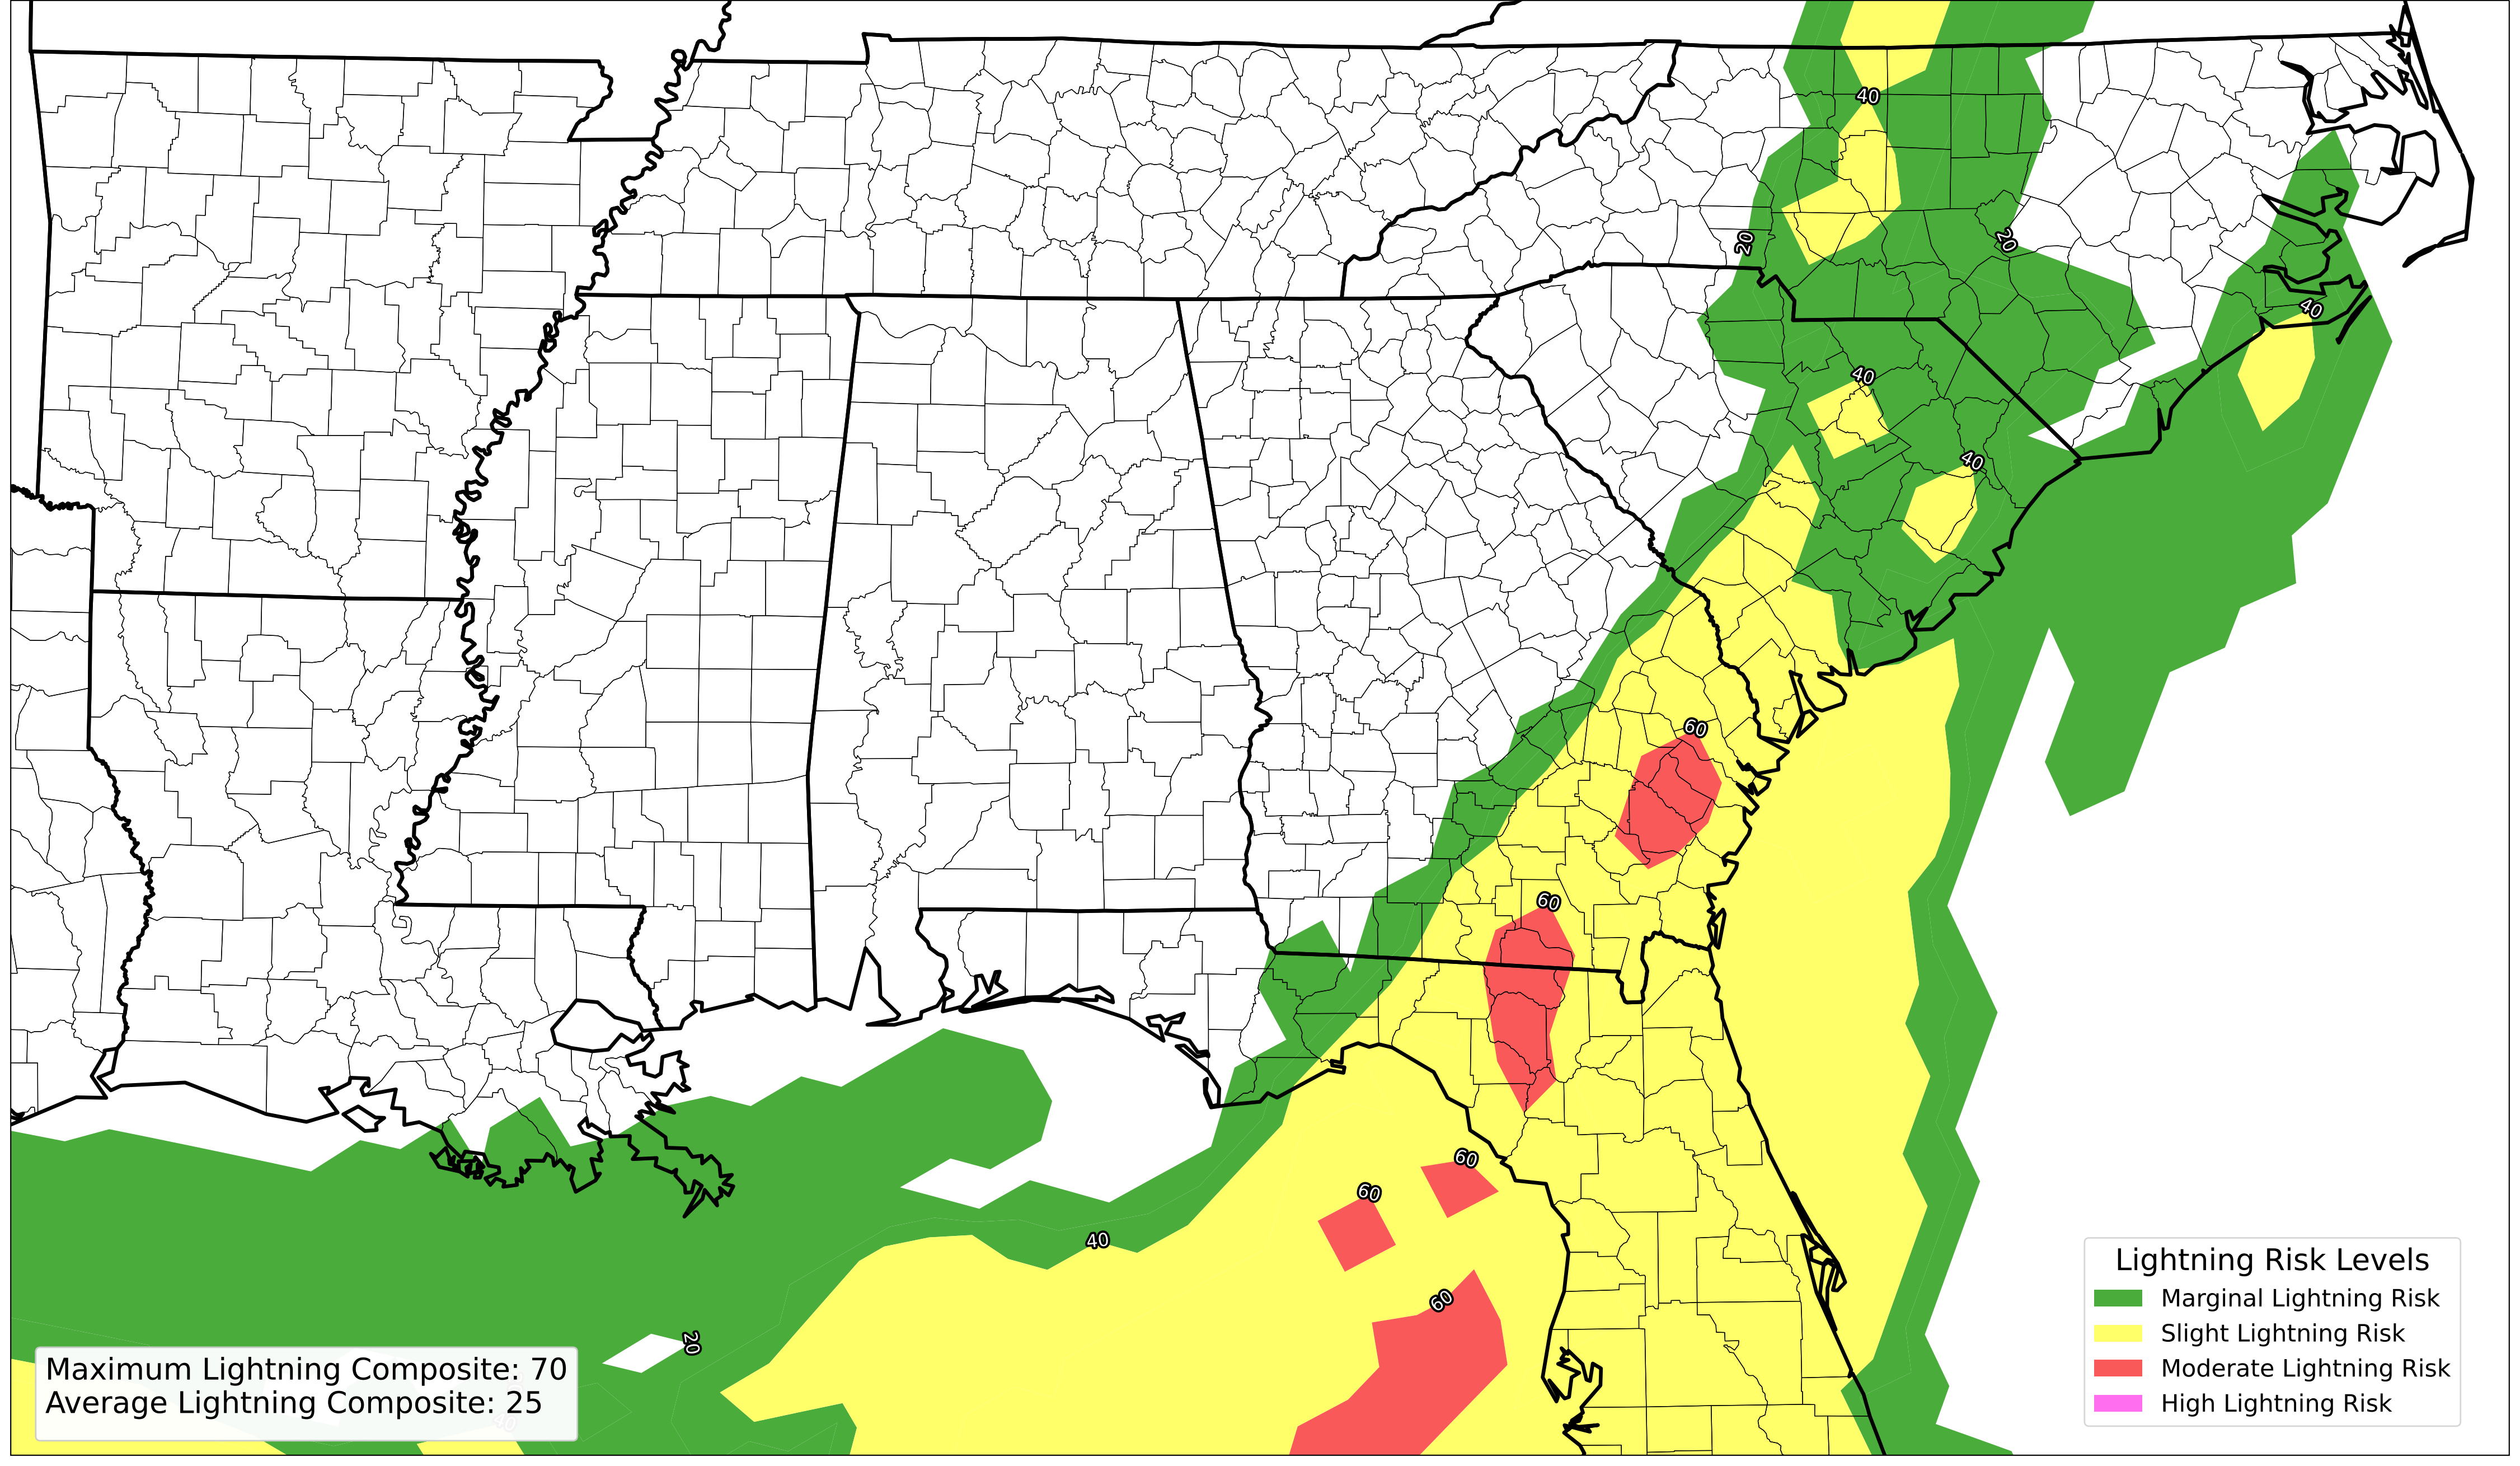 40
20
20
40
40
40
60
60
60
60
40
60
20
Maximum Lightning Composite: 70
Average Lightning Composite: 25
40
Lightning Risk Levels
Marginal Lightning Risk
Slight Lightning Risk
Moderate Lightning Risk
High Lightning Risk